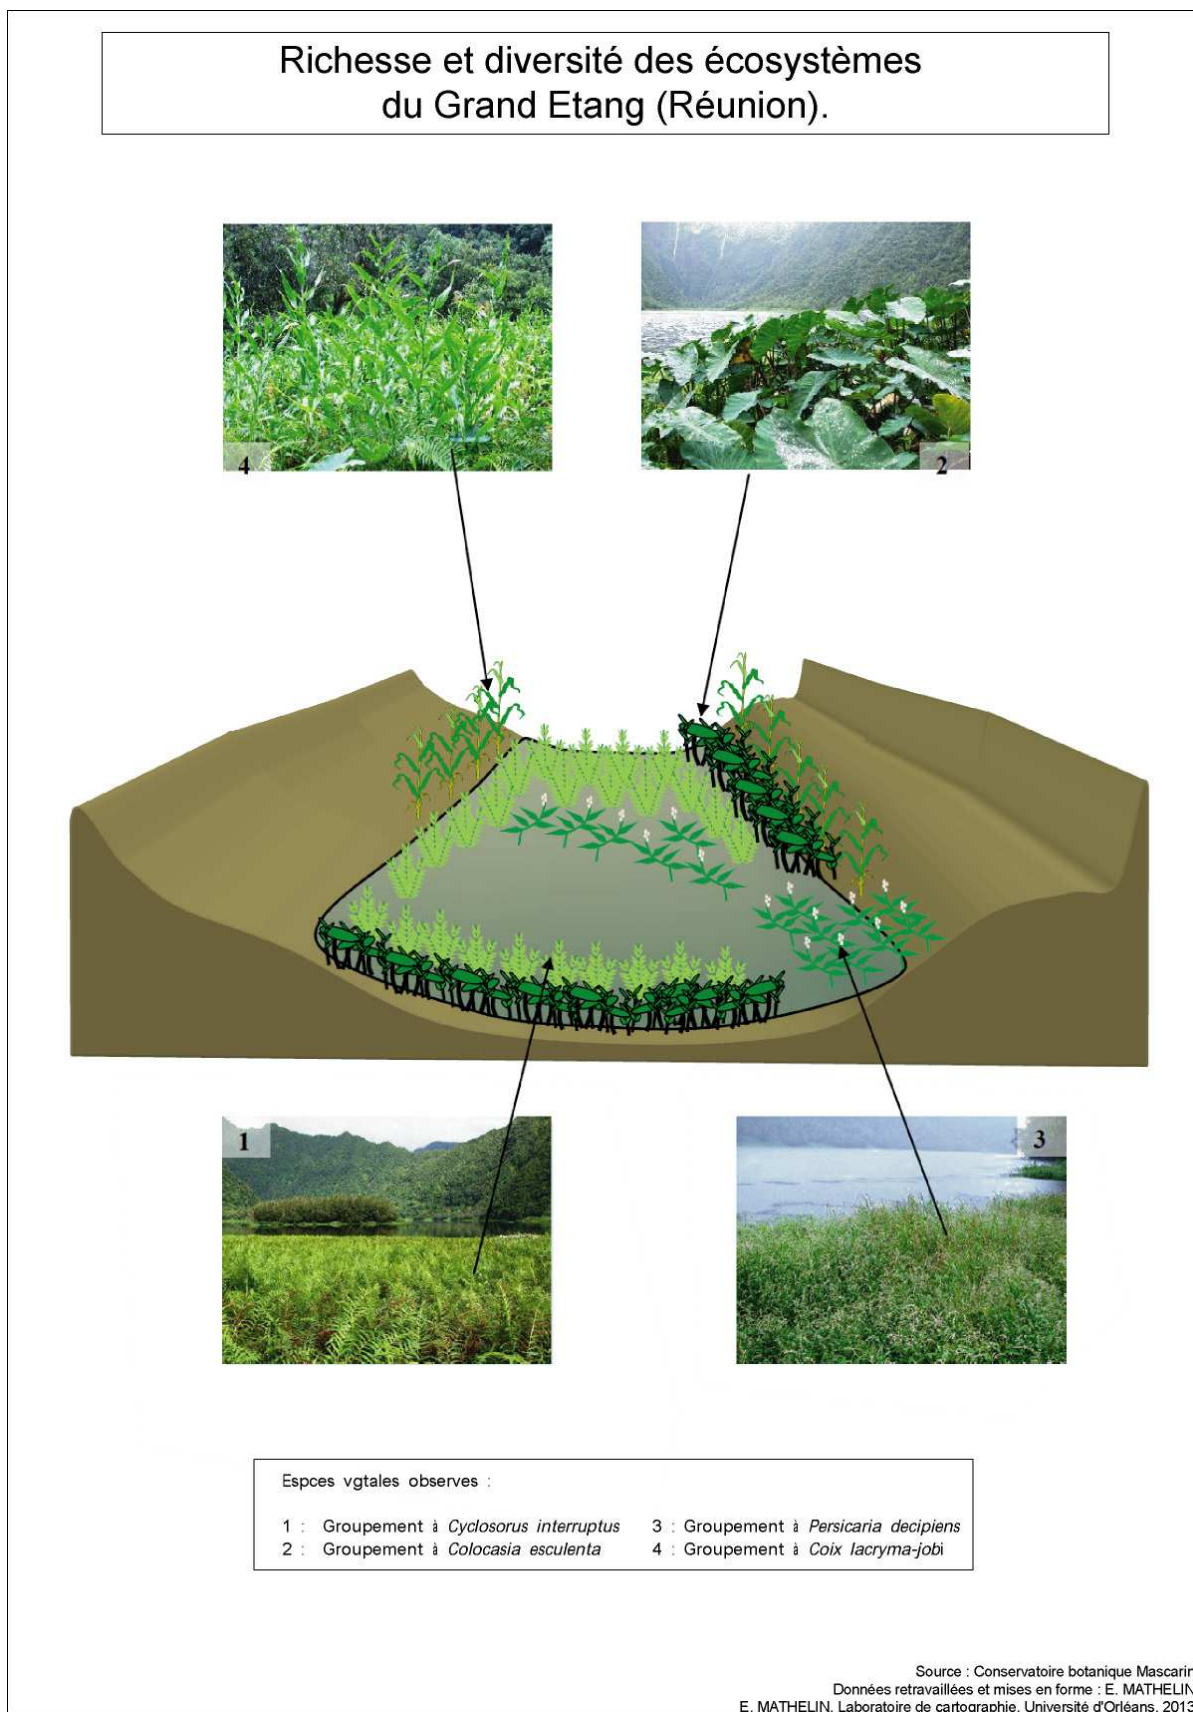 Richesse et diversité des écosystèmes
du Grand Etang (Réunion).
4
2
1
3
Espces vgtales observes :
1 : Groupement à Cyclosorus interruptus
2 : Groupement à Colocasia esculenta
3 : Groupement à Persicaria decipiens
4 : Groupement à Coix lacryma-jobi
Source : Conservatoire botanique Mascarin
Données retravaillées et mises en forme : E. MATHELIN
E. MATHELIN, Laboratoire de cartographie, Université d'Orléans, 2013